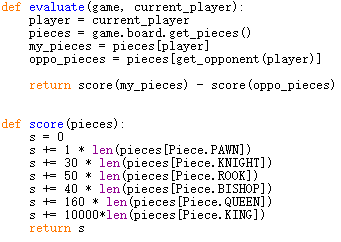 def evaluate(game, current_player):
    player = current_player
    pieces = game.board.get_pieces()
    my_pieces = pieces[player]
    oppo_pieces = pieces[get_opponent(player)]

    return score(my_pieces) - score(oppo_pieces)


def score(pieces):
    s = 0
    s += 1 * len(pieces[Piece.PAWN])
    s += 30 * len(pieces[Piece.KNIGHT])
    s += 50 * len(pieces[Piece.ROOK])
    s += 40 * len(pieces[Piece.BISHOP])
    s += 160 * len(pieces[Piece.QUEEN])
    s += 10000*len(pieces[Piece.KING])
    return s